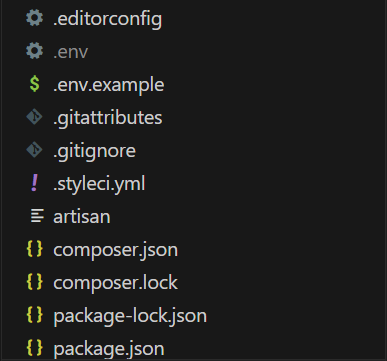 .editorconfig
.env
.env.example
.gitattributes
.gitignore
.styleci.yml
artisan
composer.json
composer.lock
package-lock.json
package.json